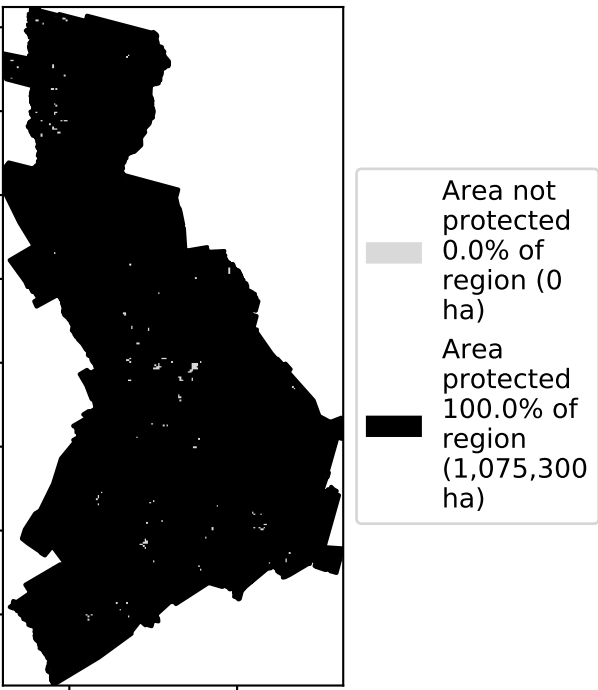 Area not
protected
0.0% of
region (0
ha)
Area
protected
100.0% of
region
(1,075,300
ha)